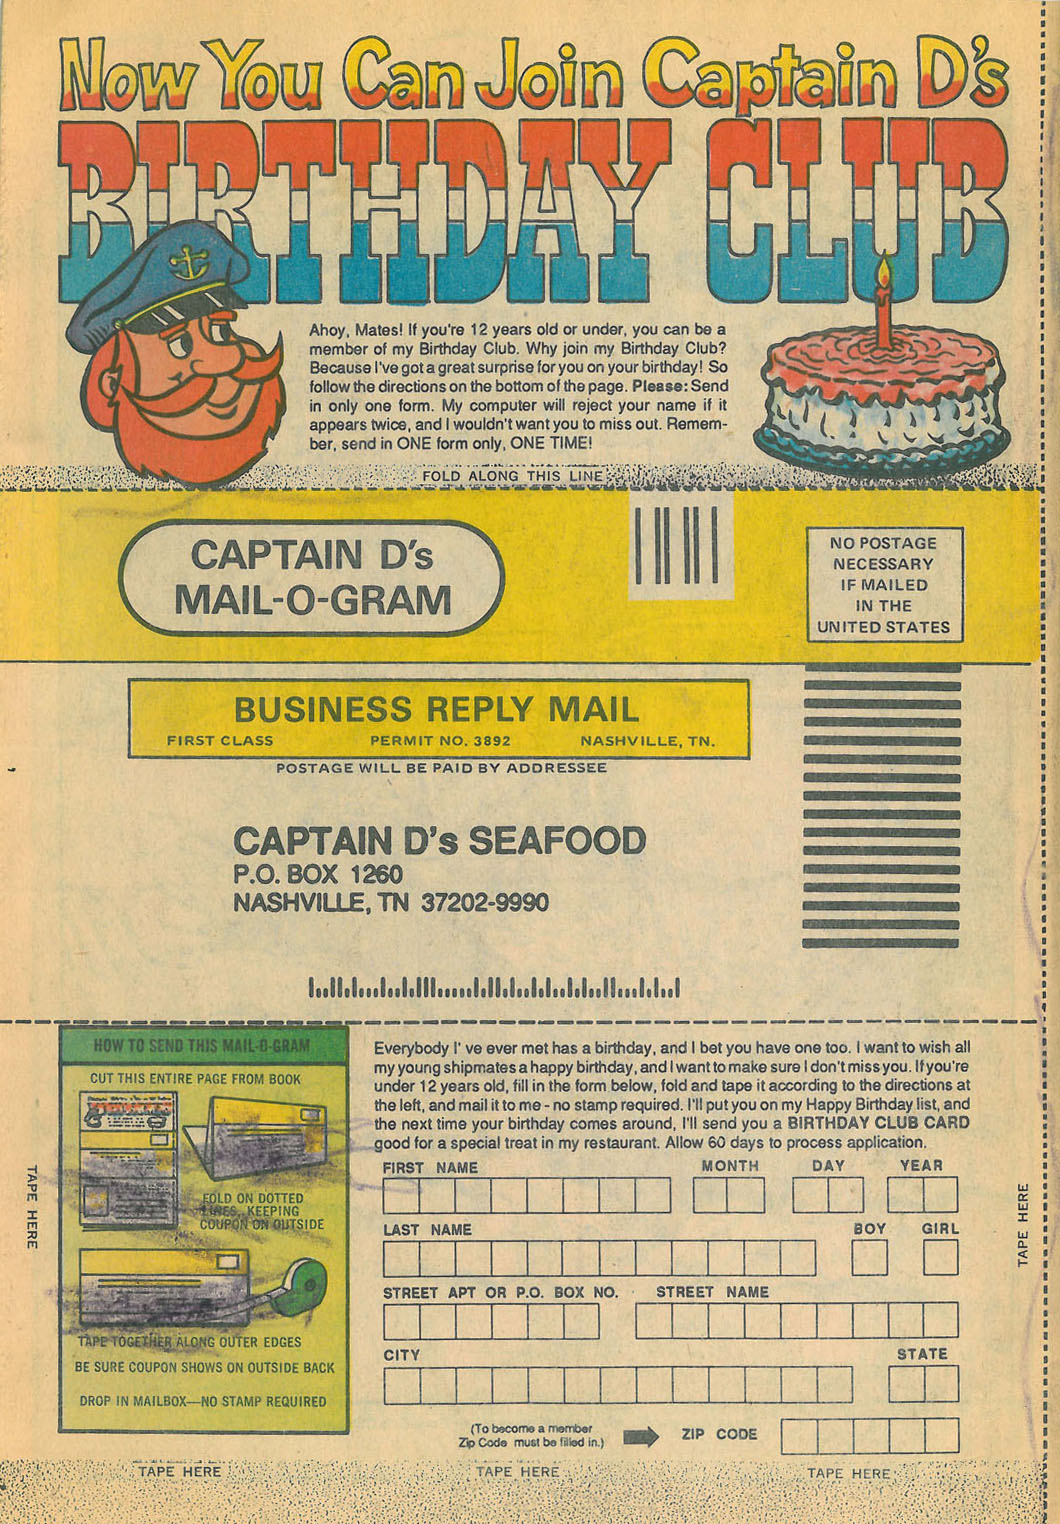 Now You Can Join Captain D's
BIRTHDAY CLUB
Ahoy, Mates! If you're 12 years old or under, you can be a
member of my Birthday Club. Why join my Birthday Club?
Because I've got a great surprise for you on your birthday! So
follow the directions on the bottom of the page. Please: Send
in only one form. My computer will reject your name if it
appears twice, and I wouldn't want you to miss out. Remem-
ber, send in ONE form only, ONE TIME!
FOLD ALONG THIS LINE
CAPTAIN D's
MAIL-O-GRAM
NO POSTAGE
NECESSARY
IF MAILED
IN THE
UNITED STATES
BUSINESS REPLY MAIL
FIRST CLASS PERMIT NO. 3892 NASHVILLE, TN.
POSTAGE WILL BE PAID BY ADDRESSEE
CAPTAIN D's SEAFOOD
P.O. BOX 1260
NASHVILLE, TN 37202-9990
HOW TO SEND THIS MAIL-O-GRAM
CUT THIS ENTIRE PAGE FROM BOOK
FOLD ON DOTTED
LINES, KEEPING
COUPON ON OUTSIDE
TAPE TOGETHER ALONG OUTER EDGES
BE SURE COUPON SHOWS ON OUTSIDE BACK
DROP IN MAILBOX—NO STAMP REQUIRED
TAPE HERE
Everybody I' ve ever met has a birthday, and I bet you have one too. I want to wish all
my young shipmates a happy birthday, and I want to make sure I don't miss you. If you're
under 12 years old, fill in the form below, fold and tape it according to the directions at
the left, and mail it to me - no stamp required. I'll put you on my Happy Birthday list, and
the next time your birthday comes around, I'll send you a BIRTHDAY CLUB CARD
good for a special treat in my restaurant. Allow 60 days to process application.
FIRST NAME MONTH DAY YEAR
LAST NAME BOY GIRL
STREET APT OR P.O. BOX NO. STREET NAME
CITY STATE
(To become a member
Zip Code must be filled in.) ZIP CODE
TAPE HERE
TAPE HERE TAPE HERE TAPE HERE